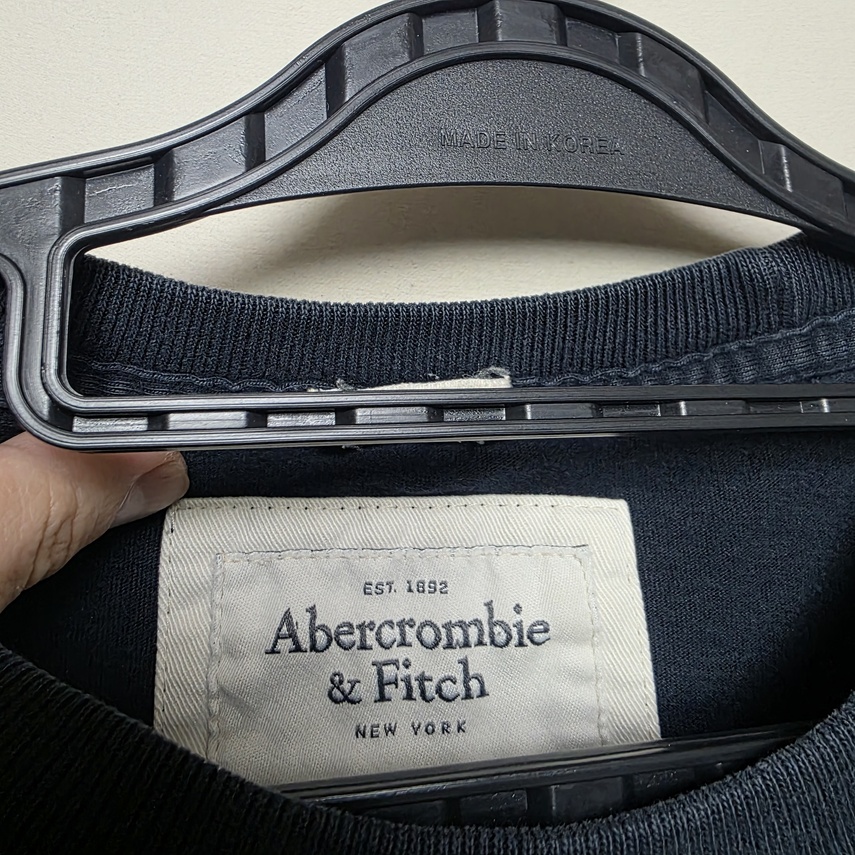 MADE IN KOREA
EST. 1892
Abercrombie
& Fitch
NEW YORK